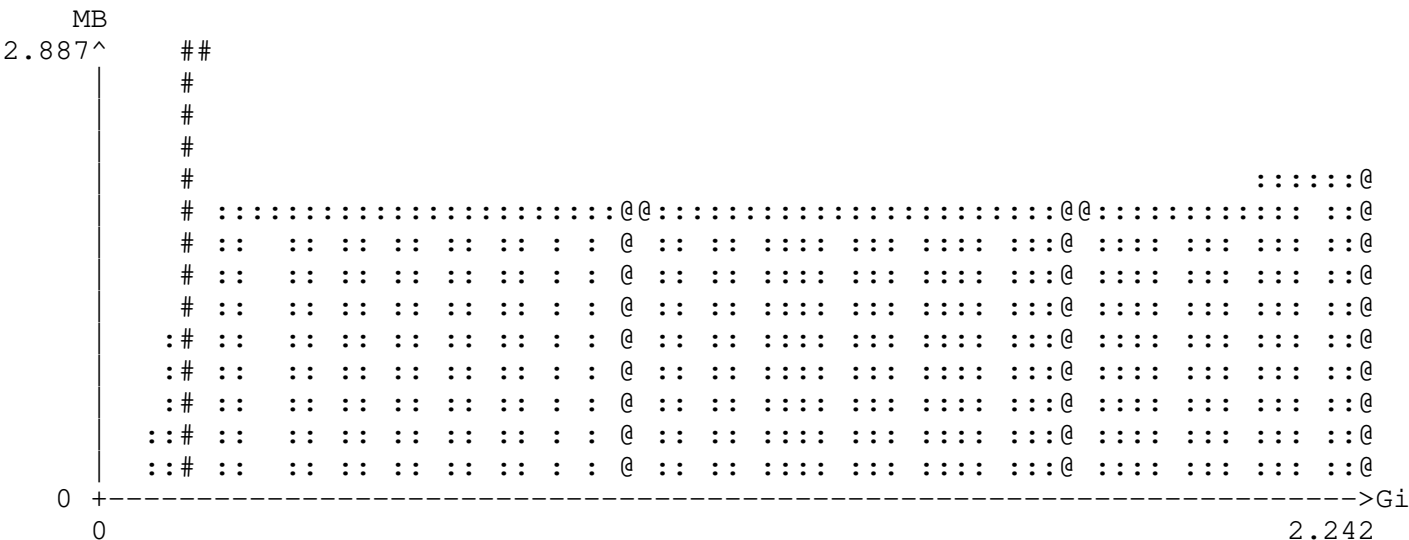 MB
2.887^    ##
     |    #
     |    #
     |    #
     |    #                                                            ::::::@
     |    # :::::::::::::::::::::::@@:::::::::::::::::::::::@@:::::::::::: ::@
     |    # ::  :: :: :: :: :: : : @ :: :: :::: ::: :::: :::@ :::: ::: ::: ::@
     |    # ::  :: :: :: :: :: : : @ :: :: :::: ::: :::: :::@ :::: ::: ::: ::@
     |    # ::  :: :: :: :: :: : : @ :: :: :::: ::: :::: :::@ :::: ::: ::: ::@
     |   :# ::  :: :: :: :: :: : : @ :: :: :::: ::: :::: :::@ :::: ::: ::: ::@
     |   :# ::  :: :: :: :: :: : : @ :: :: :::: ::: :::: :::@ :::: ::: ::: ::@
     |   :# ::  :: :: :: :: :: : : @ :: :: :::: ::: :::: :::@ :::: ::: ::: ::@
     |  ::# ::  :: :: :: :: :: : : @ :: :: :::: ::: :::: :::@ :::: ::: ::: ::@
     |  ::# ::  :: :: :: :: :: : : @ :: :: :::: ::: :::: :::@ :::: ::: ::: ::@
   0 +----------------------------------------------------------------------->Gi
     0                                                                   2.242